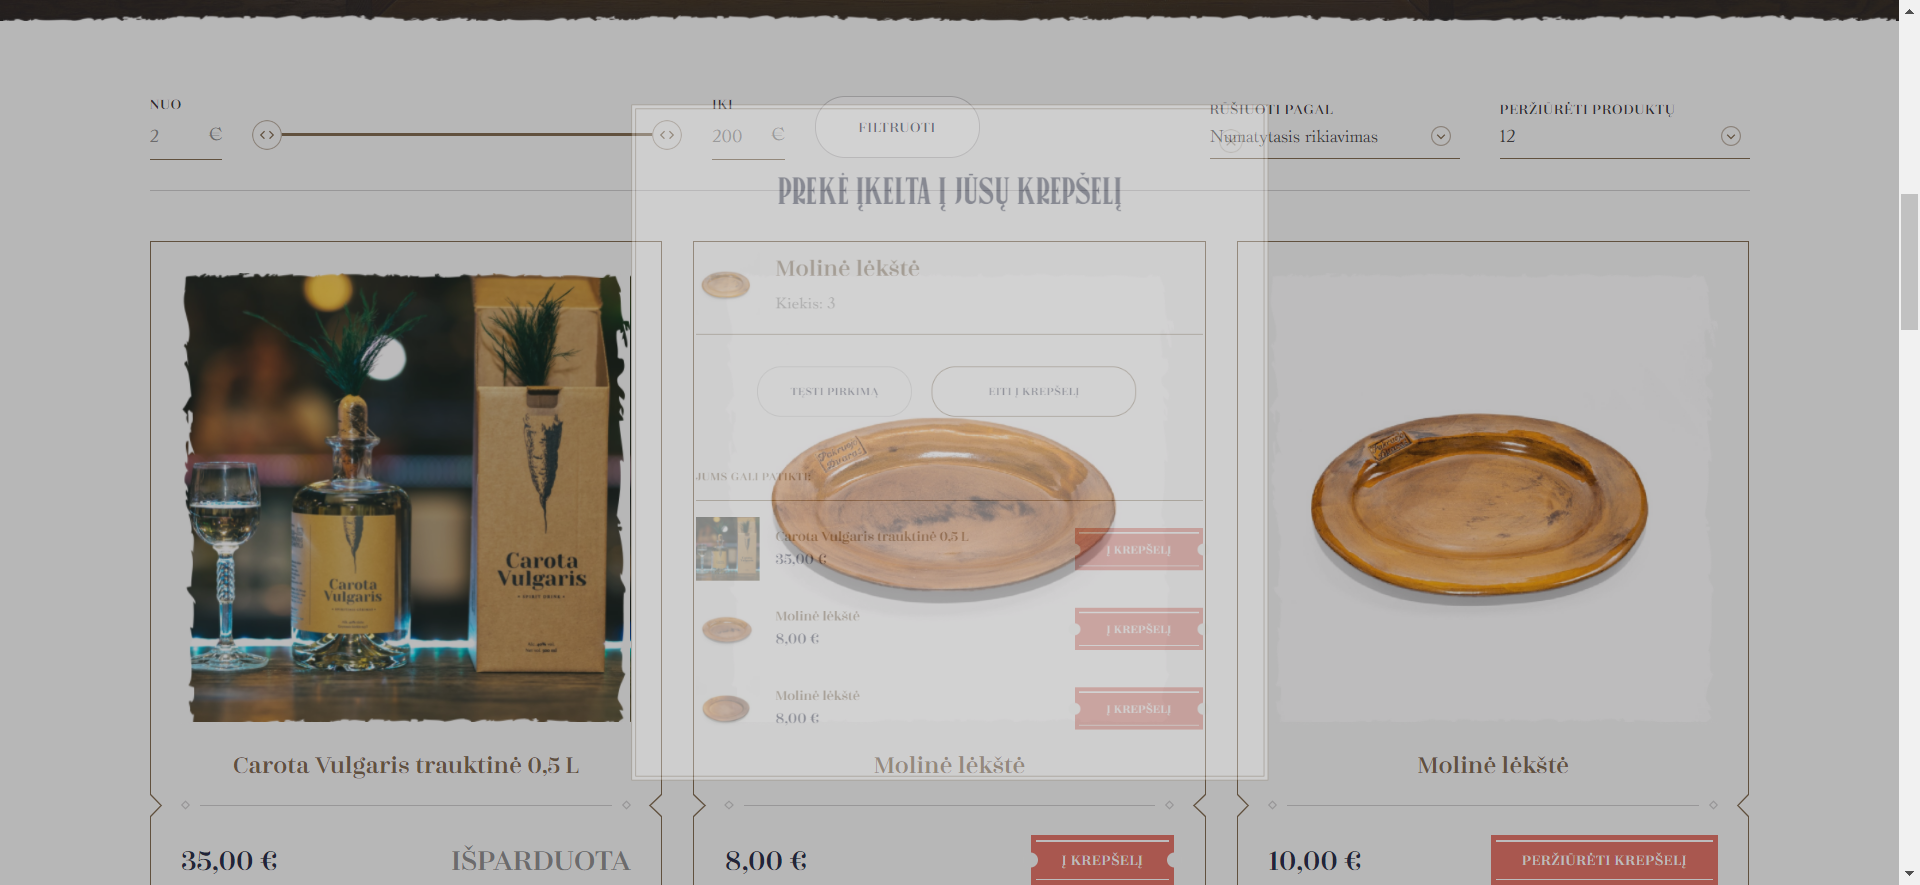 NUO
2 €
IKI
200 €
FILTRUOTI
RŪŠIUOTI PAGAL
Numatytasis rikiavimas
PERŽIŪRĖTI PRODUKTŲ
12
PREKĖ ĮKELTA Į JŪSŲ KREPŠELĮ
Molinė lėkštė
Kiekis: 3
TĘSTI PIRKIMĄ
EITI Į KREPŠELĮ
JUMS GALI PATIKTI:
Carota Vulgaris trauktinė 0,5 L
35,00 €
Į KREPŠELĮ
Molinė lėkštė
8,00 €
Į KREPŠELĮ
Molinė lėkštė
8,00 €
Į KREPŠELĮ
Carota
Vulgaris
Carota
Vulgaris
• SPIRIT DRINK •
Carota Vulgaris trauktinė 0,5 L
35,00 €
IŠPARDUOTA
Molinė lėkštė
8,00 €
Į KREPŠELĮ
Molinė lėkštė
10,00 €
PERŽIŪRĖTI KREPŠELĮ